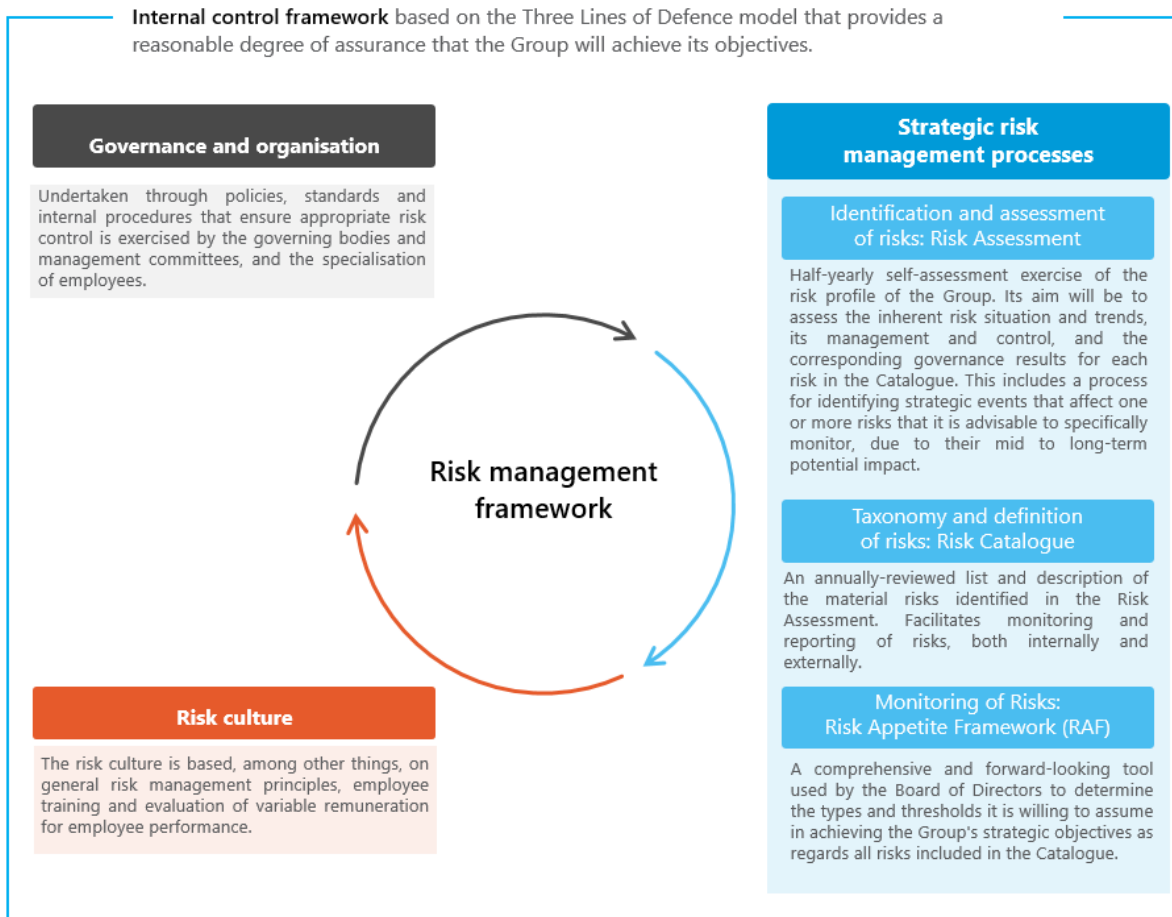 Internal control framework based on the Three Lines of Defence model that provides a
reasonable degree of assurance that the Group will achieve its objectives.
Governance and organisation
Undertaken through policies, standards and
internal procedures that ensure appropriate risk
control is exercised by the governing bodies and
management committees, and the specialisation
of employees.
Risk management
framework
Risk culture
The risk culture is based, among other things, on
general risk management principles, employee
training and evaluation of variable remuneration
for employee performance.
Strategic risk
management processes
Identification and assessment
of risks: Risk Assessment
Half-yearly self-assessment exercise of the
risk profile of the Group. Its aim will be to
assess the inherent risk situation and trends,
its management and control, and the
corresponding governance results for each
risk in the Catalogue. This includes a process
for identifying strategic events that affect one
or more risks that it is advisable to specifically
monitor, due to their mid to long-term
potential impact.
Taxonomy and definition
of risks: Risk Catalogue
An annually-reviewed list and description of
the material risks identified in the Risk
Assessment. Facilitates monitoring and
reporting of risks, both internally and
externally.
Monitoring of Risks:
Risk Appetite Framework (RAF)
A comprehensive and forward-looking tool
used by the Board of Directors to determine
the types and thresholds it is willing to assume
in achieving the Group's strategic objectives as
regards all risks included in the Catalogue.